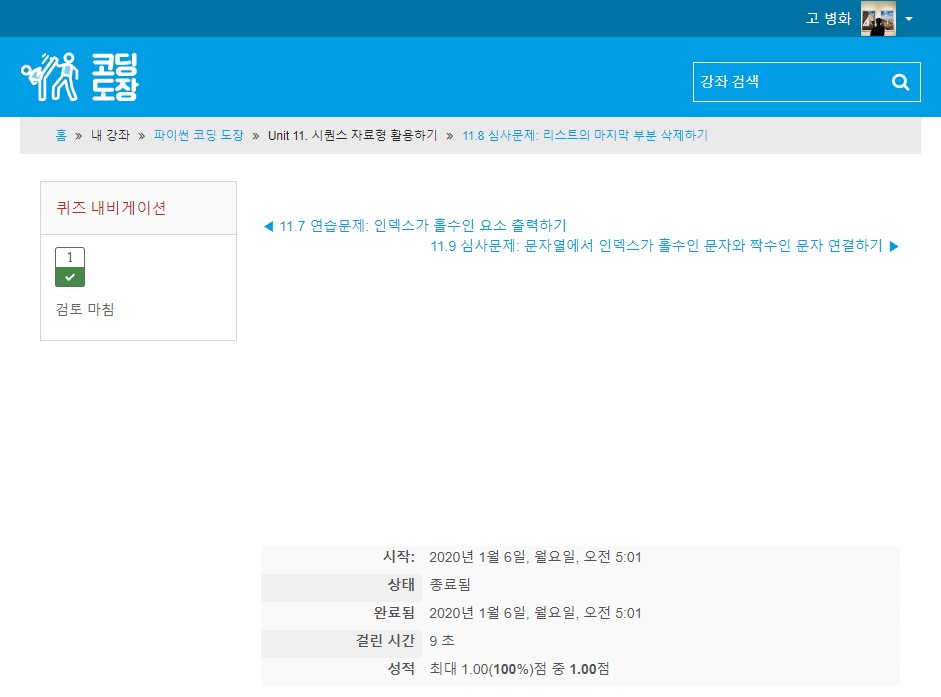 고 병화
코딩
도장
강좌 검색
홈 » 내 강좌 » 파이썬 코딩 도장 » Unit 11. 시퀀스 자료형 활용하기 » 11.8 심사문제: 리스트의 마지막 부분 삭제하기
퀴즈 내비게이션
◀ 11.7 연습문제: 인덱스가 홀수인 요소 출력하기
11.9 심사문제: 문자열에서 인덱스가 홀수인 문자와 짝수인 문자 연결하기 ▶
1
검토 마침
시작: 2020년 1월 6일, 월요일, 오전 5:01
상태 종료됨
완료됨 2020년 1월 6일, 월요일, 오전 5:01
걸린 시간 9 초
성적 최대 1.00(100%)점 중 1.00점